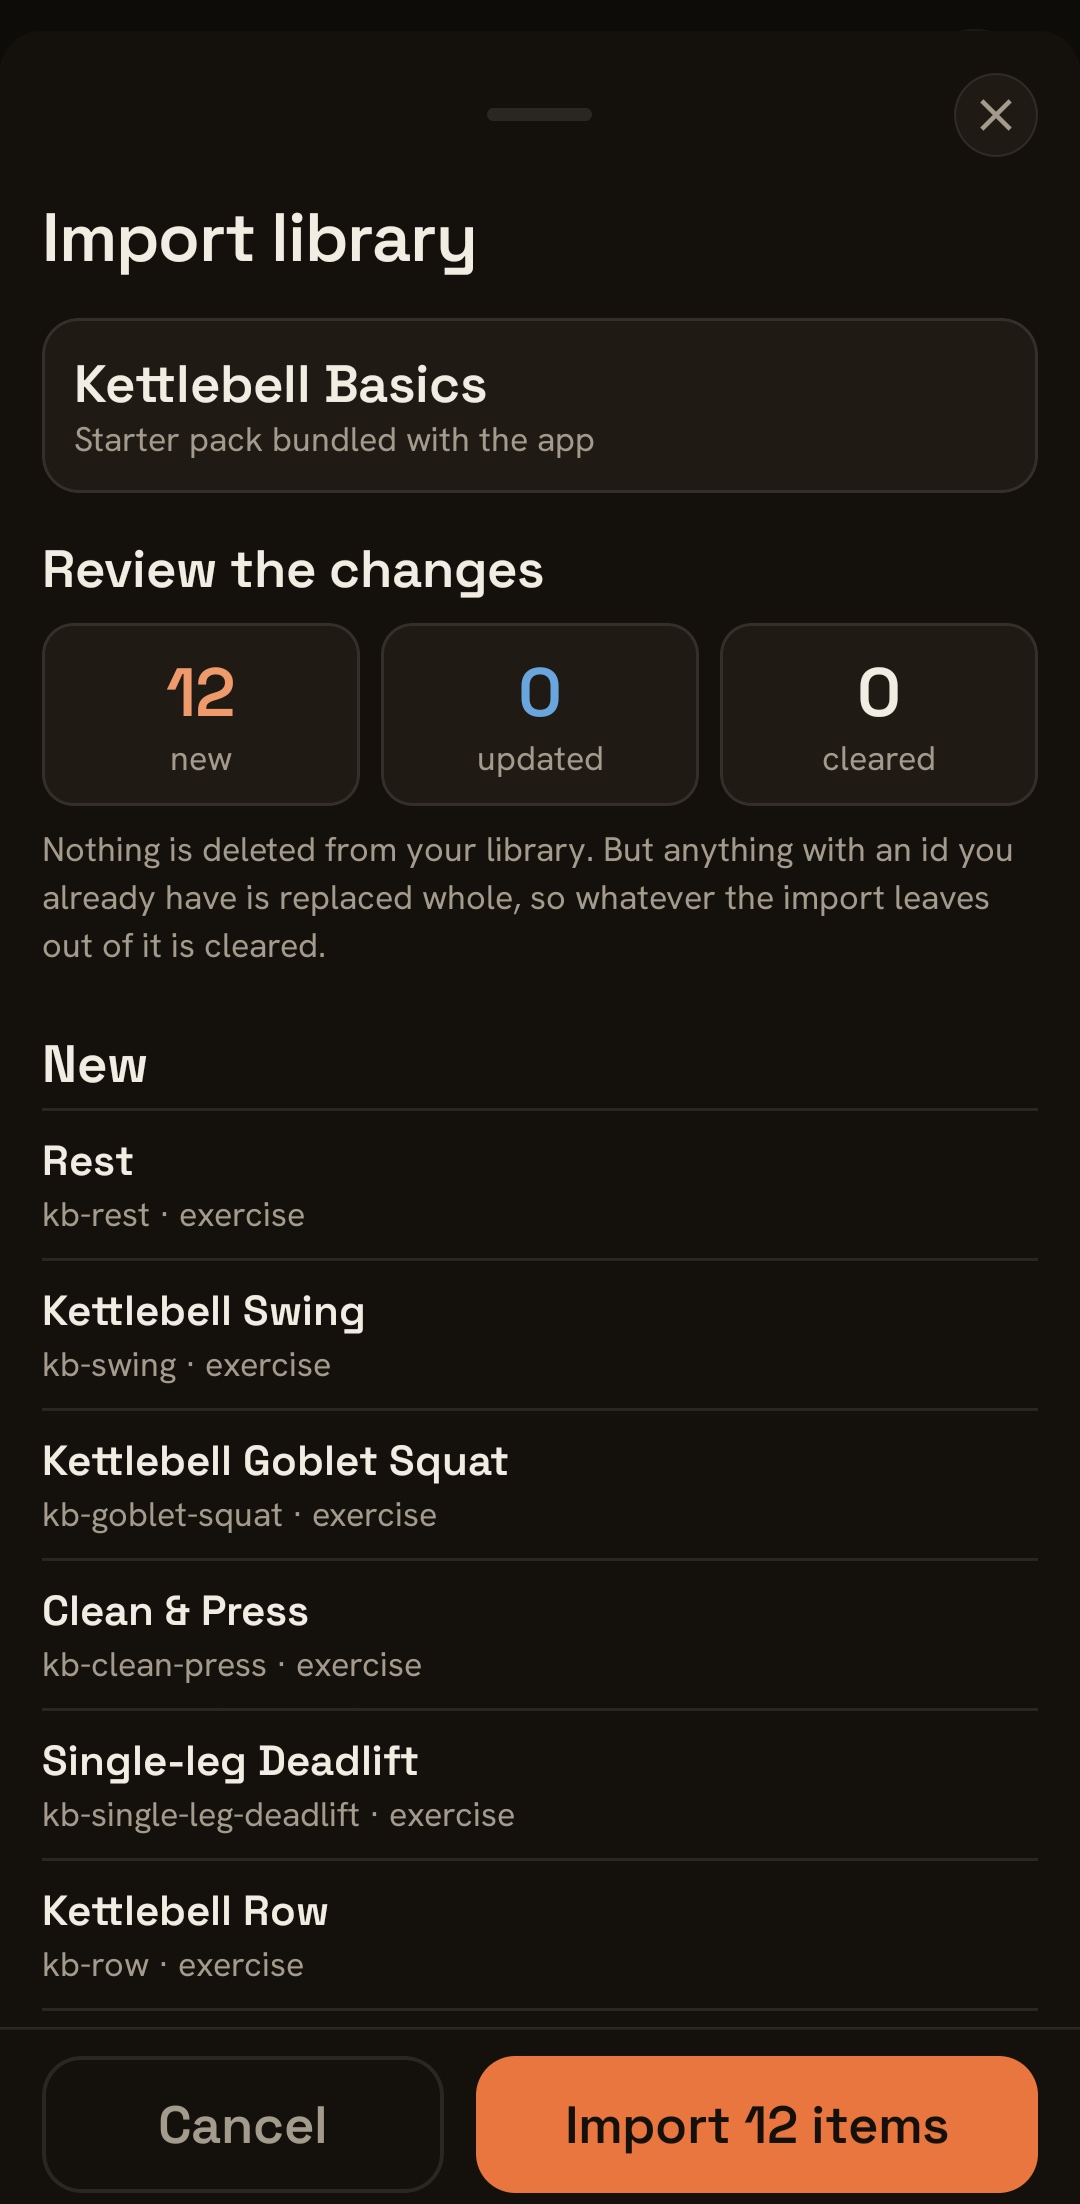 Import library
Kettlebell Basics
Starter pack bundled with the app
Review the changes
12
new
0
updated
0
cleared
Nothing is deleted from your library. But anything with an id you
already have is replaced whole, so whatever the import leaves
out of it is cleared.
New
Rest
kb-rest · exercise
Kettlebell Swing
kb-swing · exercise
Kettlebell Goblet Squat
kb-goblet-squat · exercise
Clean & Press
kb-clean-press · exercise
Single-leg Deadlift
kb-single-leg-deadlift · exercise
Kettlebell Row
kb-row · exercise
Cancel
Import 12 items